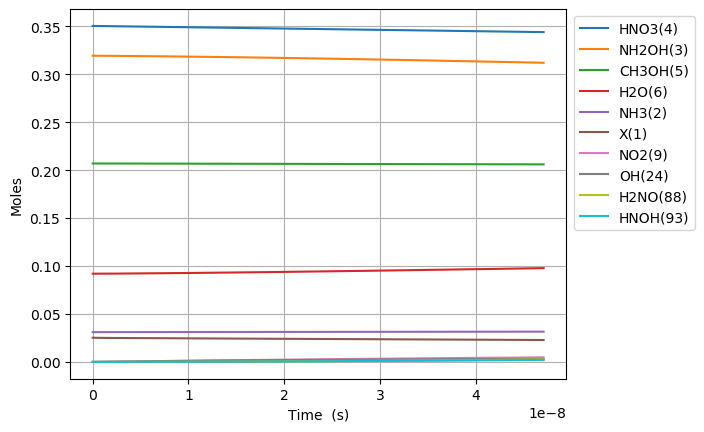 0.35
0.30
0.25
0.20
0.15
0.10
0.05
0.00
Moles
0
1
2
3
4
1e−8
Time  (s)
HNO3(4)
NH2OH(3)
CH3OH(5)
H2O(6)
NH3(2)
X(1)
NO2(9)
OH(24)
H2NO(88)
HNOH(93)